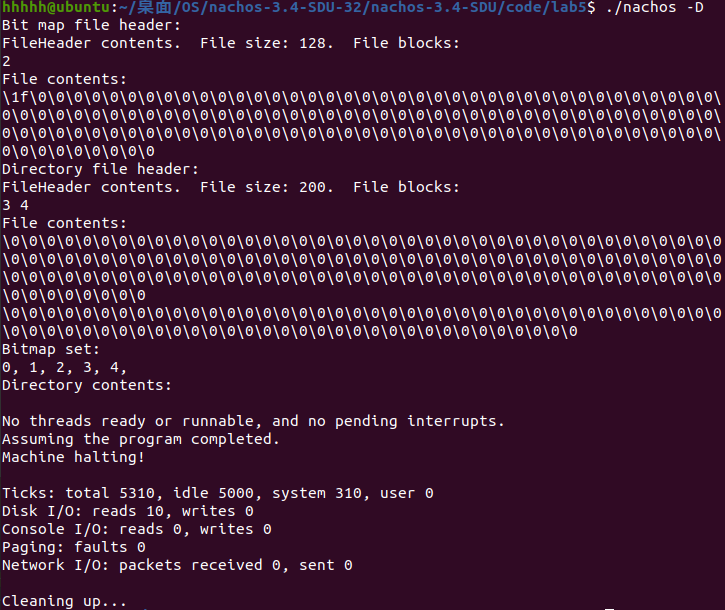 hhhhh@ubuntu:~/桌面/OS/nachos-3.4-SDU-32/nachos-3.4-SDU/code/lab5$ ./nachos -D
Bit map file header:
FileHeader contents.  File size: 128.  File blocks:
2
File contents:
\1f\0\0\0\0\0\0\0\0\0\0\0\0\0\0\0\0\0\0\0\0\0\0\0\0\0\0\0\0\0\0\0\0\0\0\0\0\0\0\
0\0\0\0\0\0\0\0\0\0\0\0\0\0\0\0\0\0\0\0\0\0\0\0\0\0\0\0\0\0\0\0\0\0\0\0\0\0\0\0\
0\0\0\0\0\0\0\0\0\0\0\0\0\0\0\0\0\0\0\0\0\0\0\0\0\0\0\0\0\0\0\0\0\0\0\0\0\0\0\0\
0\0\0\0\0\0\0\0\0
Directory file header:
FileHeader contents.  File size: 200.  File blocks:
3 4
File contents:
\0\0\0\0\0\0\0\0\0\0\0\0\0\0\0\0\0\0\0\0\0\0\0\0\0\0\0\0\0\0\0\0\0\0\0\0\0\0\0\0
\0\0\0\0\0\0\0\0\0\0\0\0\0\0\0\0\0\0\0\0\0\0\0\0\0\0\0\0\0\0\0\0\0\0\0\0\0\0\0\0
\0\0\0\0\0\0\0\0\0\0\0\0\0\0\0\0\0\0\0\0\0\0\0\0\0\0\0\0\0\0\0\0\0\0\0\0\0\0\0\0
\0\0\0\0\0\0\0\0
\0\0\0\0\0\0\0\0\0\0\0\0\0\0\0\0\0\0\0\0\0\0\0\0\0\0\0\0\0\0\0\0\0\0\0\0\0\0\0\0
\0\0\0\0\0\0\0\0\0\0\0\0\0\0\0\0\0\0\0\0\0\0\0\0\0\0\0\0\0\0\0\0
Bitmap set:
0, 1, 2, 3, 4,
Directory contents:
No threads ready or runnable, and no pending interrupts.
Assuming the program completed.
Machine halting!
Ticks: total 5310, idle 5000, system 310, user 0
Disk I/O: reads 10, writes 0
Console I/O: reads 0, writes 0
Paging: faults 0
Network I/O: packets received 0, sent 0
Cleaning up...